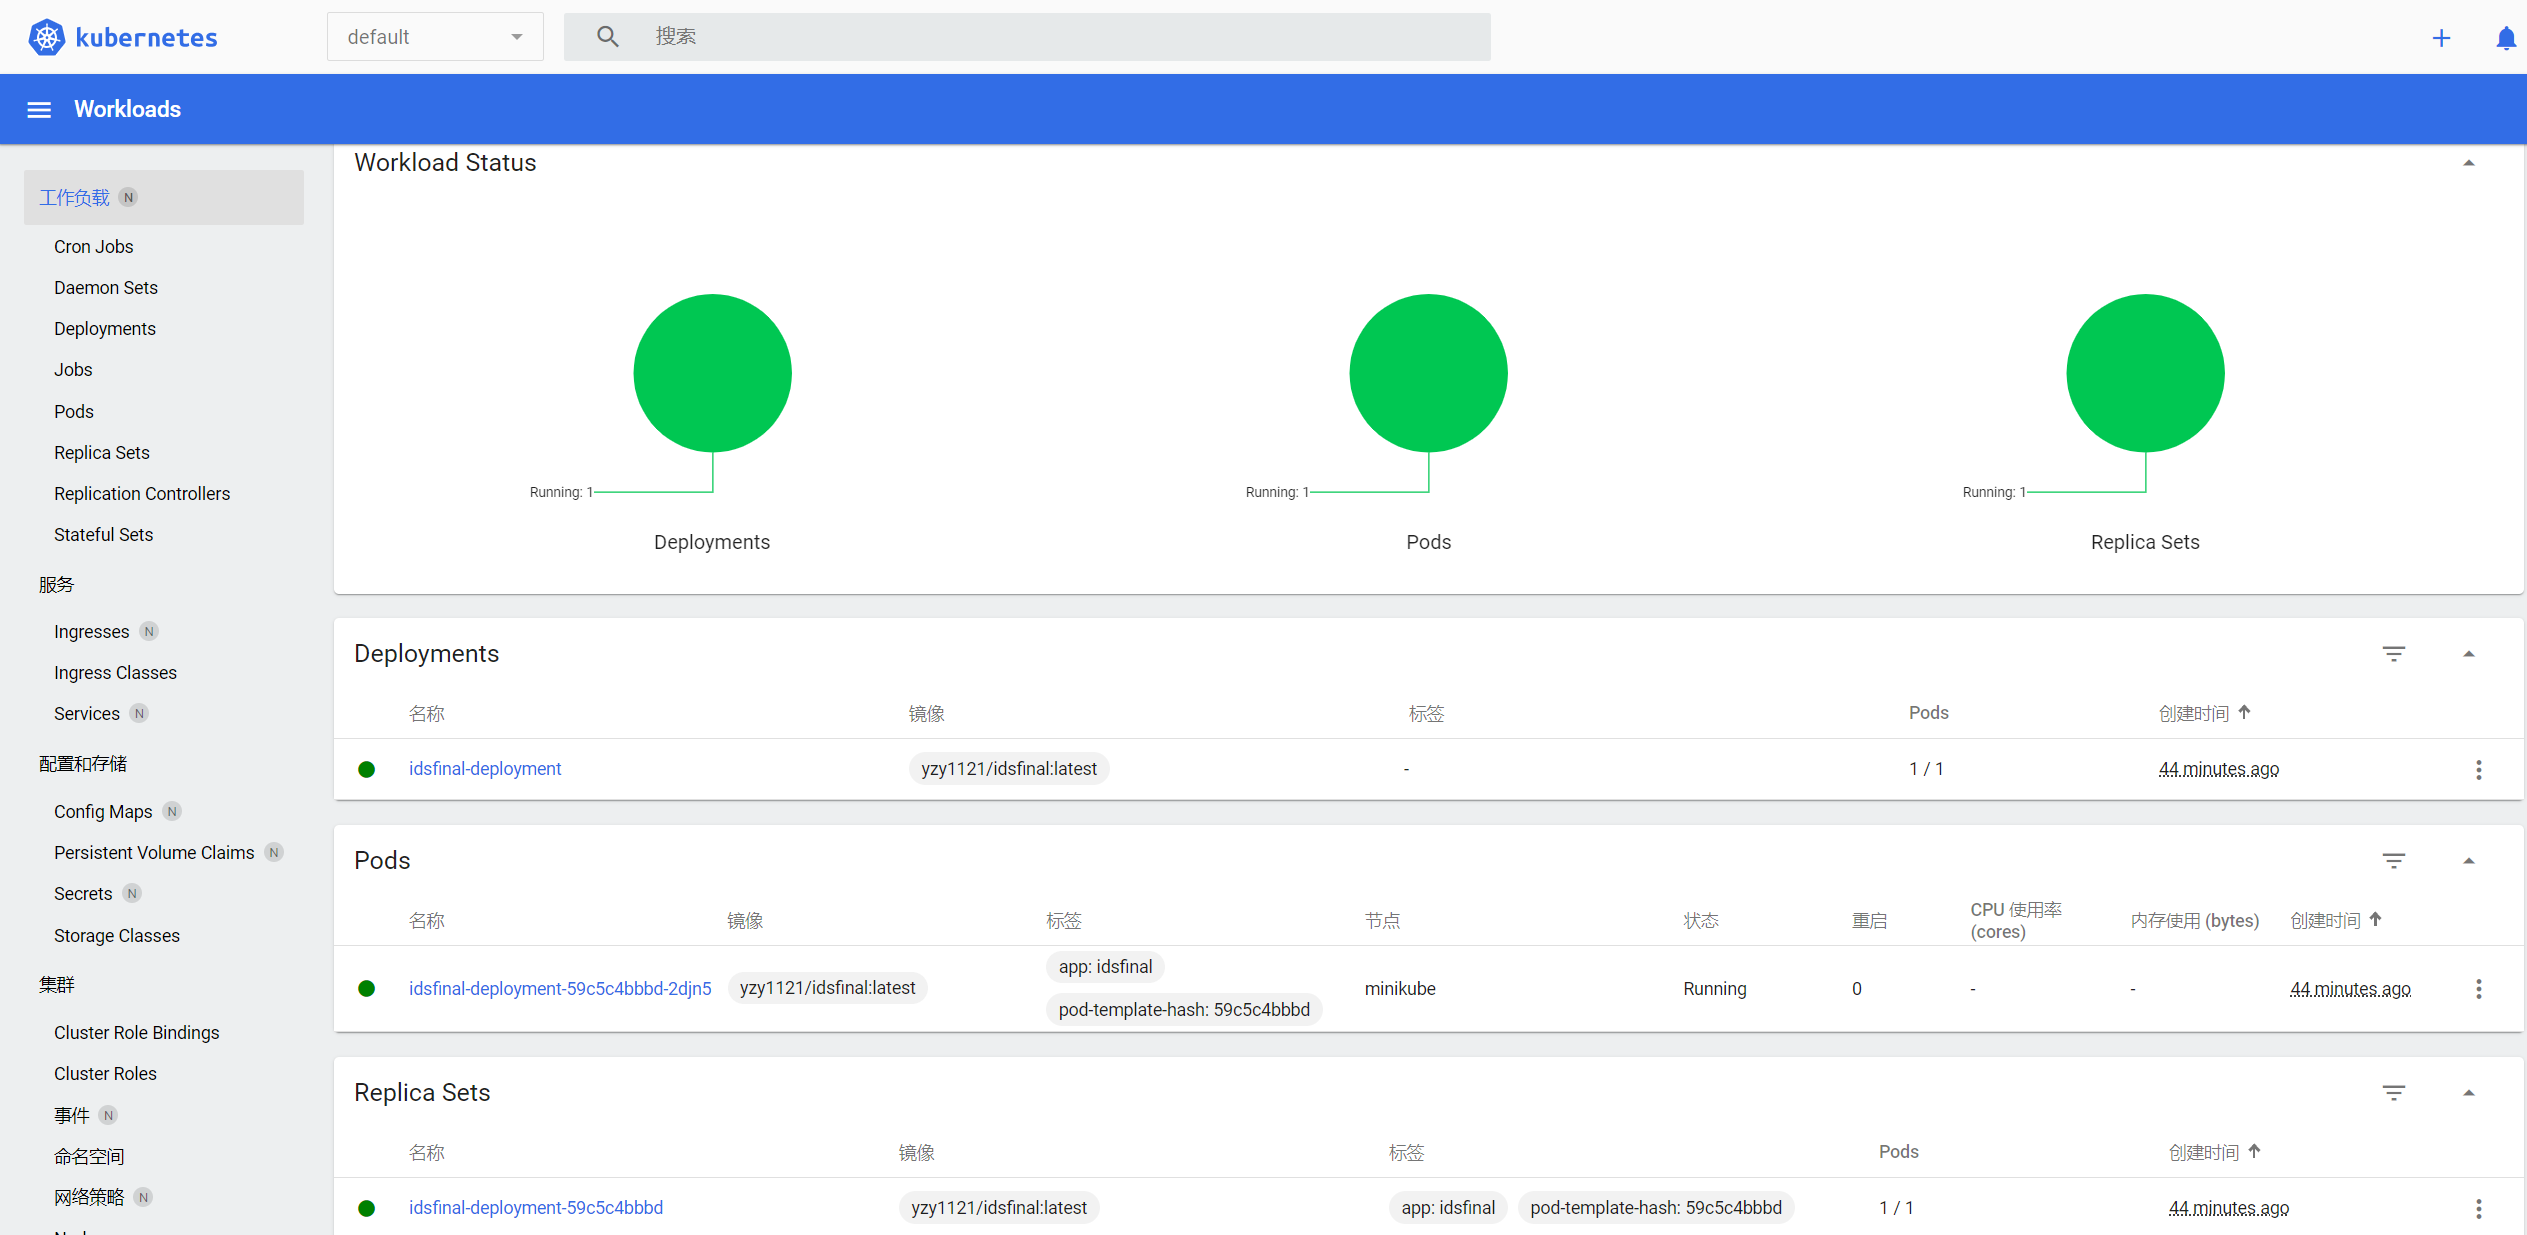 kubernetes
default
搜索
Workloads
工作负载 N
Cron Jobs
Daemon Sets
Deployments
Jobs
Pods
Replica Sets
Replication Controllers
Stateful Sets
服务
Ingresses N
Ingress Classes
Services N
配置和存储
Config Maps N
Persistent Volume Claims N
Secrets N
Storage Classes
集群
Cluster Role Bindings
Cluster Roles
事件 N
命名空间
网络策略 N
Workload Status
Running: 1
Deployments
Running: 1
Pods
Running: 1
Replica Sets
Deployments
名称 镜像 标签 Pods 创建时间
idsfinal-deployment yzy1121/idsfinal:latest - 1 / 1 44 minutes ago
Pods
名称 镜像 标签 节点 状态 重启 CPU 使用率 (cores) 内存使用 (bytes) 创建时间
idsfinal-deployment-59c5c4bbbd-2djn5 yzy1121/idsfinal:latest app: idsfinal pod-template-hash: 59c5c4bbbd minikube Running 0 - - 44 minutes ago
Replica Sets
名称 镜像 标签 Pods 创建时间
idsfinal-deployment-59c5c4bbbd yzy1121/idsfinal:latest app: idsfinal pod-template-hash: 59c5c4bbbd 1 / 1 44 minutes ago